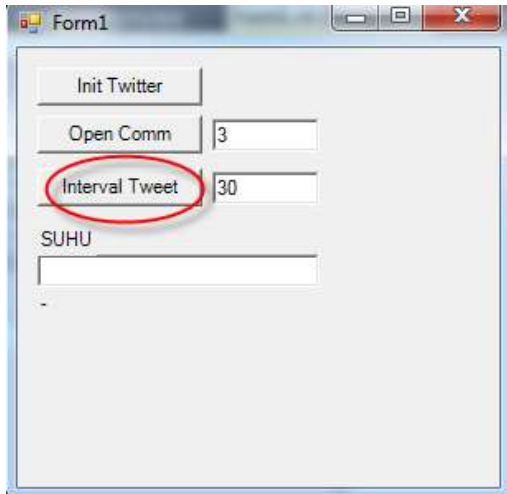 Form1
Init Twitter
Open Comm 3
Interval Tweet 30
SUHU
-